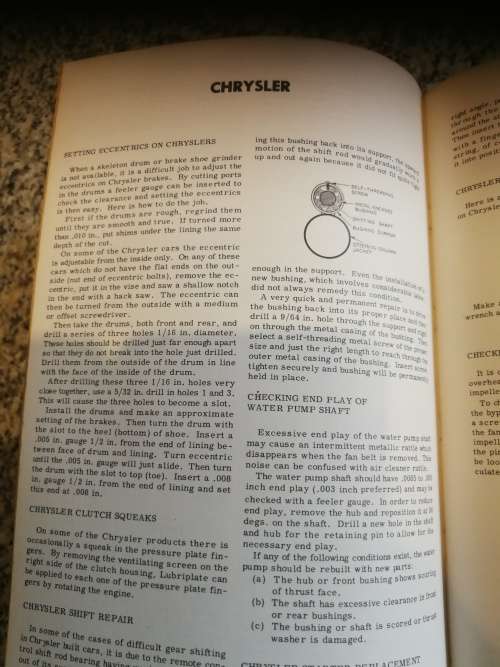 CHRYSLER
SETTING ECCENTRICS ON CHRYSLERS
When a skeleton drum or brake shoe grinder
is not available, it is a difficult job to adjust the
eccentrics on Chrysler brakes. By cutting ports
in the drums a feeler gauge can be inserted to
check the clearance and setting the eccentrics
is then easy. Here is how to do the job.
First if the drums are rough, regrind them
until they are smooth and true. If turned more
than .010 in., put shims under the lining the same
depth of the cut.
On some of the Chrysler cars the eccentric
is adjustable from the inside only. On any of these
cars which do not have the flat ends on the out-
side (out end of eccentric bolts), remove the ec-
centric, put it in the vise and saw a shallow notch
in the end with a hack saw. The eccentric can
then be turned from the outside with a medium
or offset screwdriver.
Then take the drums, both front and rear, and
drill a series of three holes 1/16 in. diameter.
These holes should be drilled just far enough apart
so that they do not break into the hole just drilled.
Drill them from the outside of the drum in line
with the face of the inside of the drum.
After drilling these three 1/16 in. holes very
close together, use a 5/32 in. drill in holes 1 and 3.
This will cause the three holes to become a slot.
Install the drums and make an approximate
setting of the brakes. Then turn the drum with
the slot to the heel (bottom) of shoe. Insert a
.005 in. gauge 1/2 in. from the end of lining be-
tween face of drum and lining. Turn eccentric
until the .005 in. gauge will just slide. Then turn
the drum with the slot to top (toe). Insert a .008
in. gauge 1/2 in. from the end of lining and set
this end at .008 in.
CHRYSLER CLUTCH SQUEAKS
On some of the Chrysler products there is
occasionally a squeak in the pressure plate fin-
gers. By removing the ventilating screen on the
right side of the clutch housing, Lubriplate can
be applied to each one of the pressure plate fin-
gers by rotating the engine.
CHRYSLER SHIFT REPAIR
In some of the cases of difficult gear shifting
in Chrysler built cars, it is due to the remote con-
trol shift rod bearing having
out of its
ing this bushing back into its support, the
motion of the shift rod would gradually work it
up and out again because it did not fit quite tight
SELF-THREADING
SCREW
METAL-ENCASED
BUSHING
SHIFTING SHAFT
BUSHING SUPPORT
STEERING COLUMN
JACKET
enough in the support. Even the installation of a
new bushing, which involves considerable labor,
did not always remedy this condition.
A very quick and permanent repair is to
the bushing back into its proper place and
drill a 9/64 in. hole through the support and right
on through the metal casing of the bushing. Then
select a self-threading metal screw of the proper
size and just the right length to reach through the
outer metal casing of the bushing. Insert screw,
tighten securely and bushing will be permanently
held in place.
CHECKING END PLAY OF
WATER PUMP SHAFT
Excessive end play of the water pump shaft
may cause an intermittent metallic rattle which
disappears when the fan belt is removed. This
noise can be confused with air cleaner rattle.
The water pump shaft should have .0005 to
inch end play (.003 inch preferred) and may be
checked with a feeler gauge. In order to reduce
end play, remove the hub and reposition it at 90
degs. on the shaft. Drill a new hole in the shaft
and hub for the retaining pin to allow for the
necessary end play.
If any of the following conditions exist, the water
pump should be rebuilt with new parts:
(a) The hub or front bushing shows scoring
of thrust face.
(b) The shaft has excessive clearance in front
or rear bushings.
(c) The bushing or shaft is scored or thrust
washer is damaged.
right angle
through the
around the
Then insert
with a
string, of
it into posit
CHRYSLER
Here is a
on Chrysler
Make
wrench a
CHECK
It is
overhea
impelle
To ch
the hyp
a scre
the fan
impell
the pi
be loo
culate